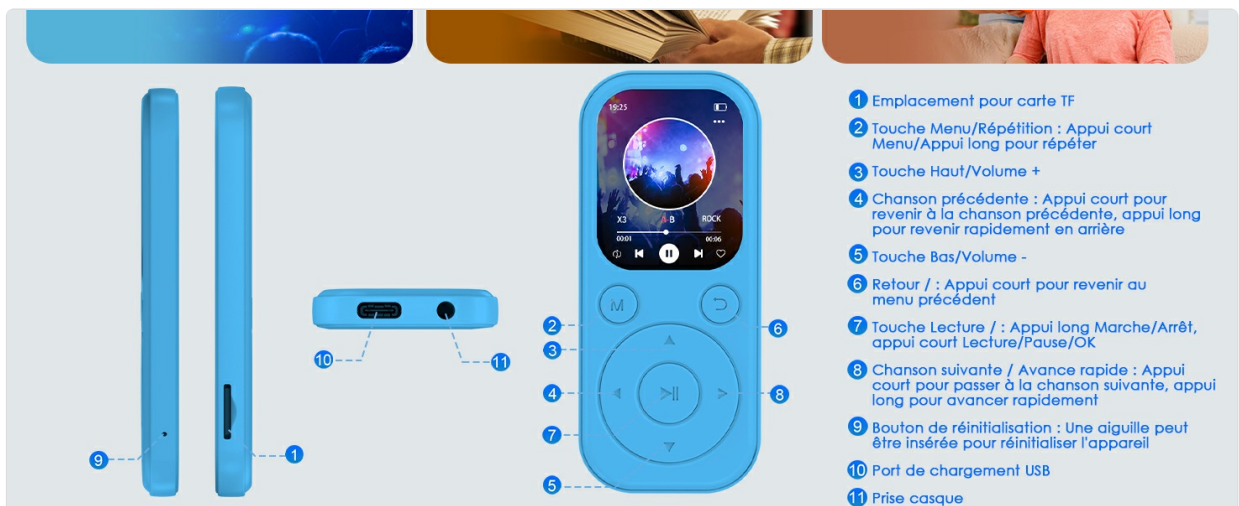 19:25
X3
A-B
ROCK
00:01
00:06
M
1 Emplacement pour carte TF
2 Touche Menu/Répétition : Appui court
Menu/Appui long pour répéter
3 Touche Haut/Volume +
4 Chanson précédente : Appui court pour
revenir à la chanson précédente, appui long
pour revenir rapidement en arrière
5 Touche Bas/Volume -
6 Retour / : Appui court pour revenir au
menu précédent
7 Touche Lecture / : Appui long Marche/Arrêt,
appui court Lecture/Pause/OK
8 Chanson suivante / Avance rapide : Appui
court pour passer à la chanson suivante, appui
long pour avancer rapidement
9 Bouton de réinitialisation : Une aiguille peut
être insérée pour réinitialiser l'appareil
10 Port de chargement USB
11 Prise casque
9
1
10
11
2
3
4
7
5
6
8